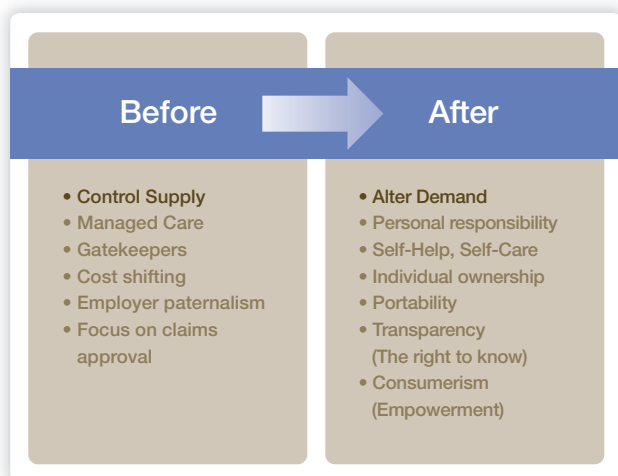 Before
After
• Control Supply
• Managed Care
• Gatekeepers
• Cost shifting
• Employer paternalism
• Focus on claims
approval
• Alter Demand
• Personal responsibility
• Self-Help, Self-Care
• Individual ownership
• Portability
• Transparency
(The right to know)
• Consumerism
(Empowerment)